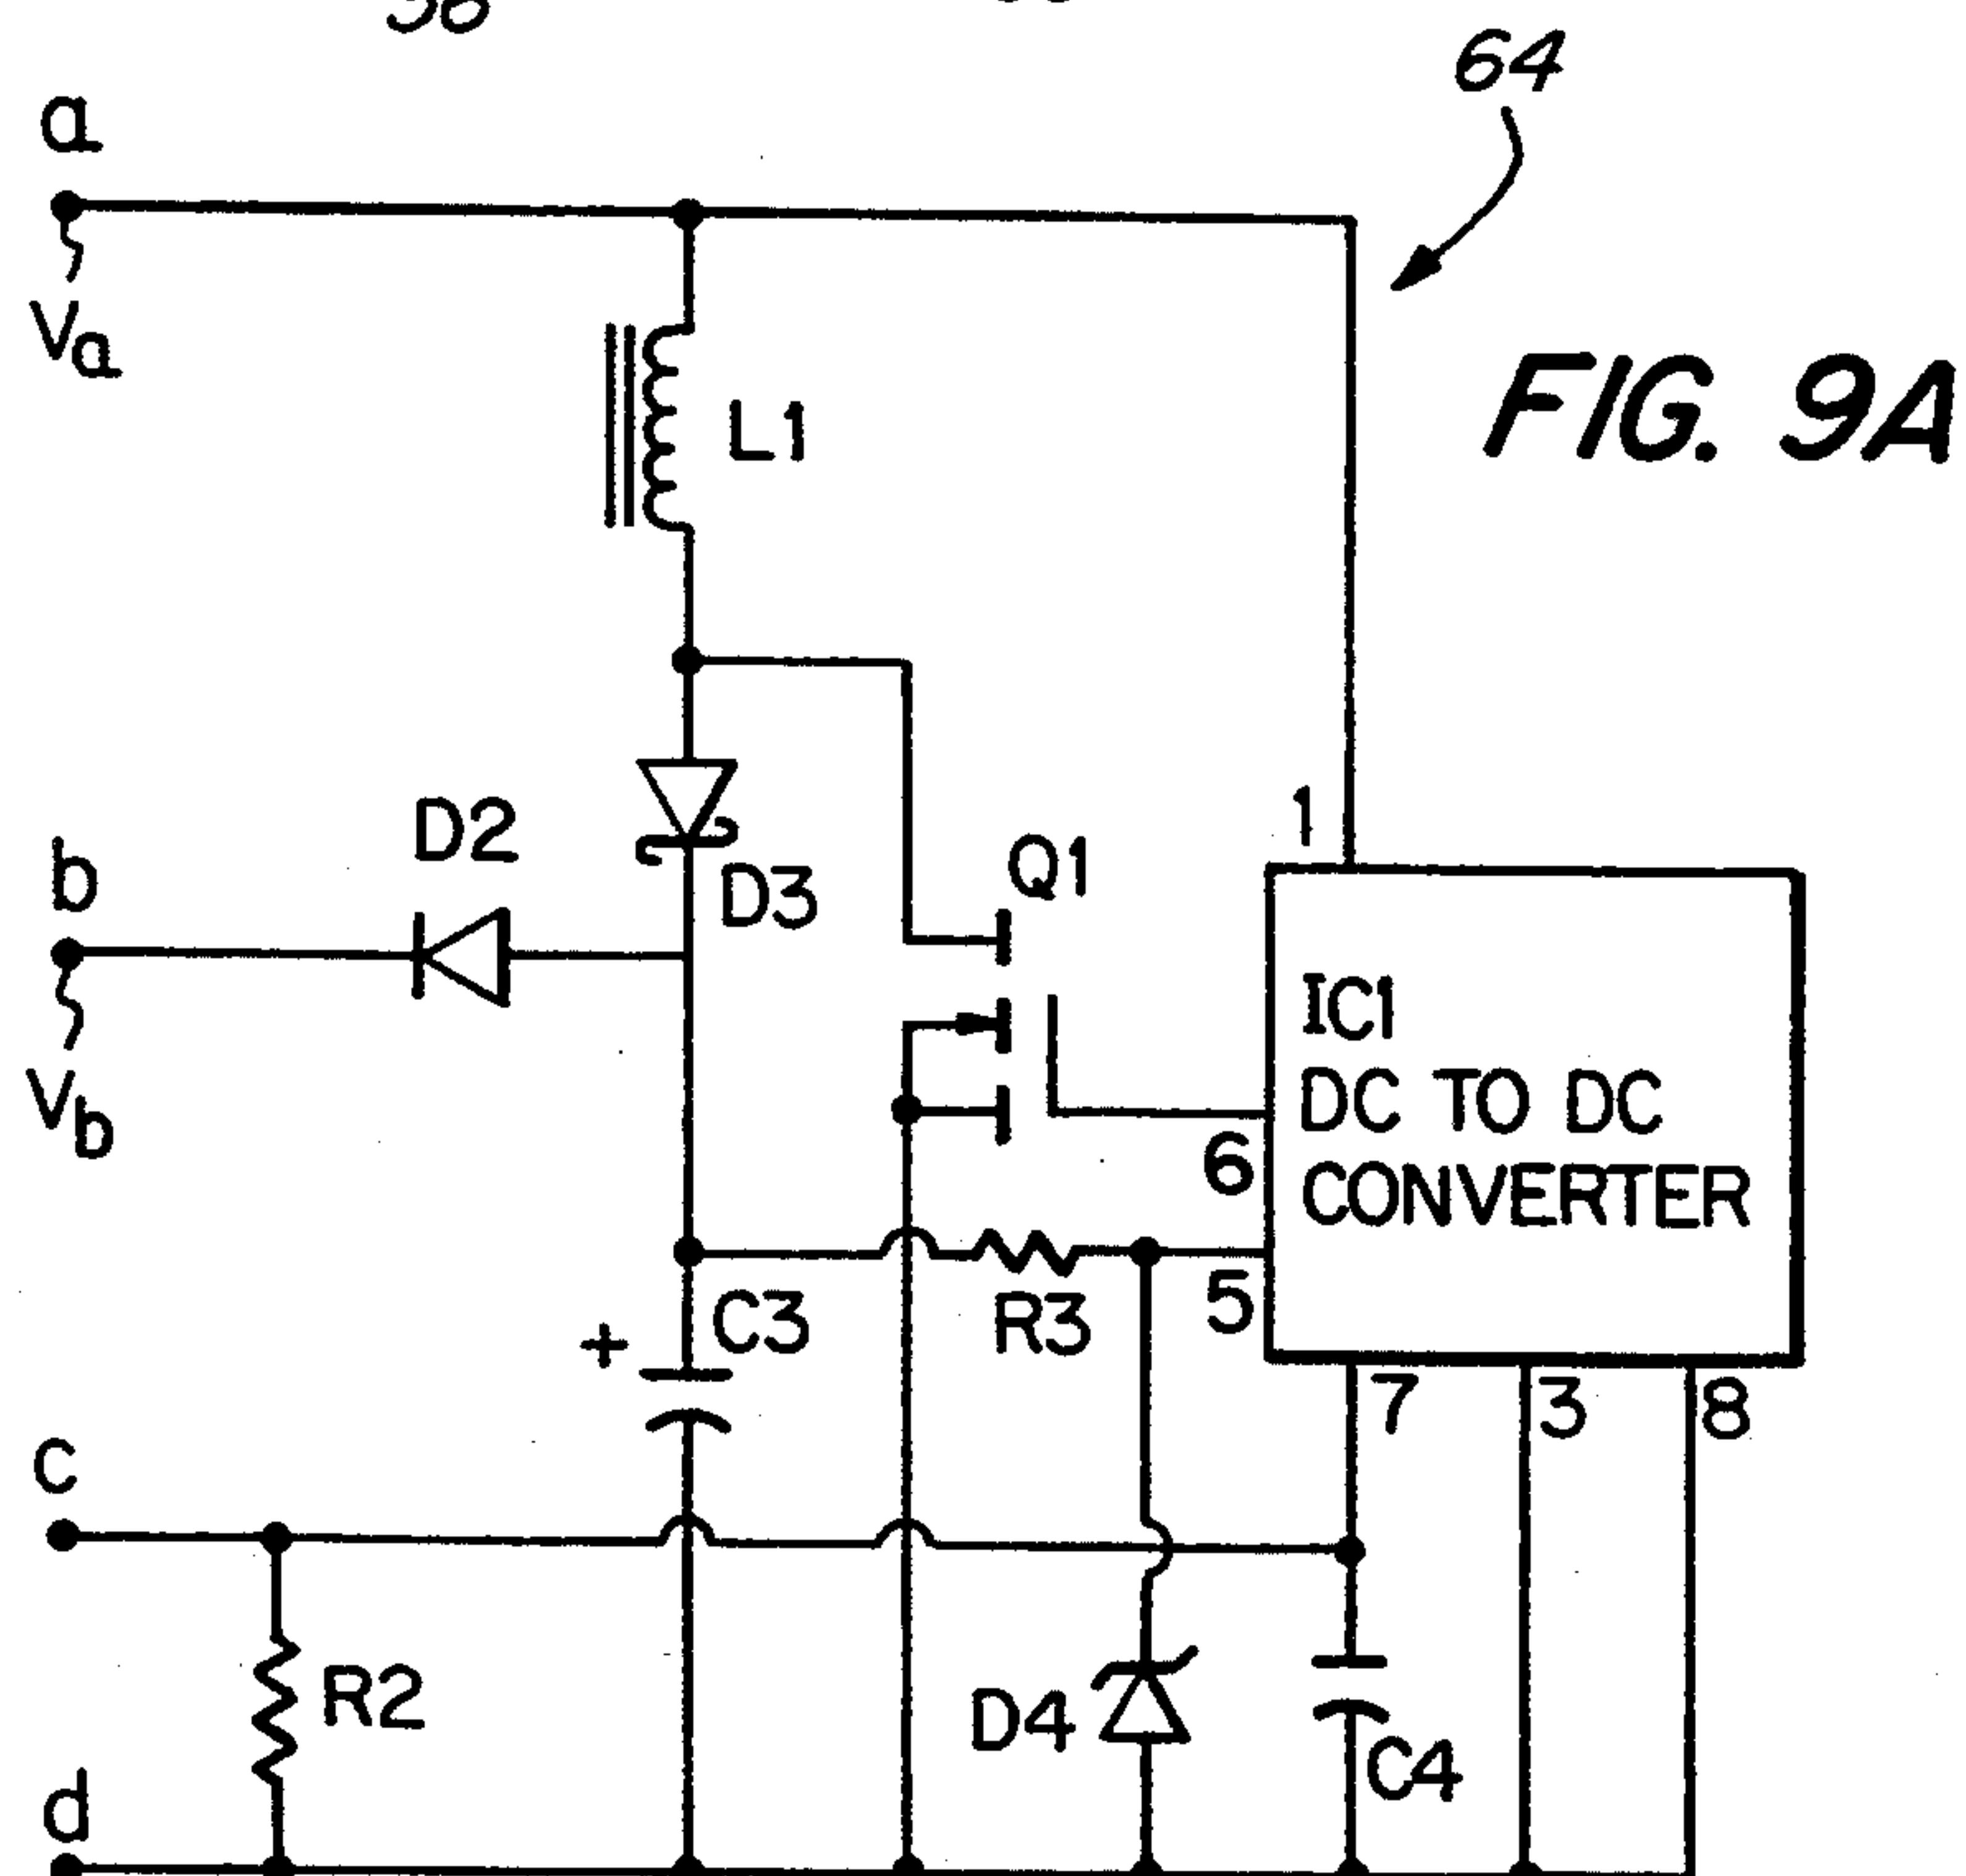 64
a
Va
L1
FIG. 9A
D2
D3
Q1
1
b
Vb
IC1
DC TO DC
CONVERTER
6
5
C3
+
R3
7
3
8
c
R2
D4
C4
d